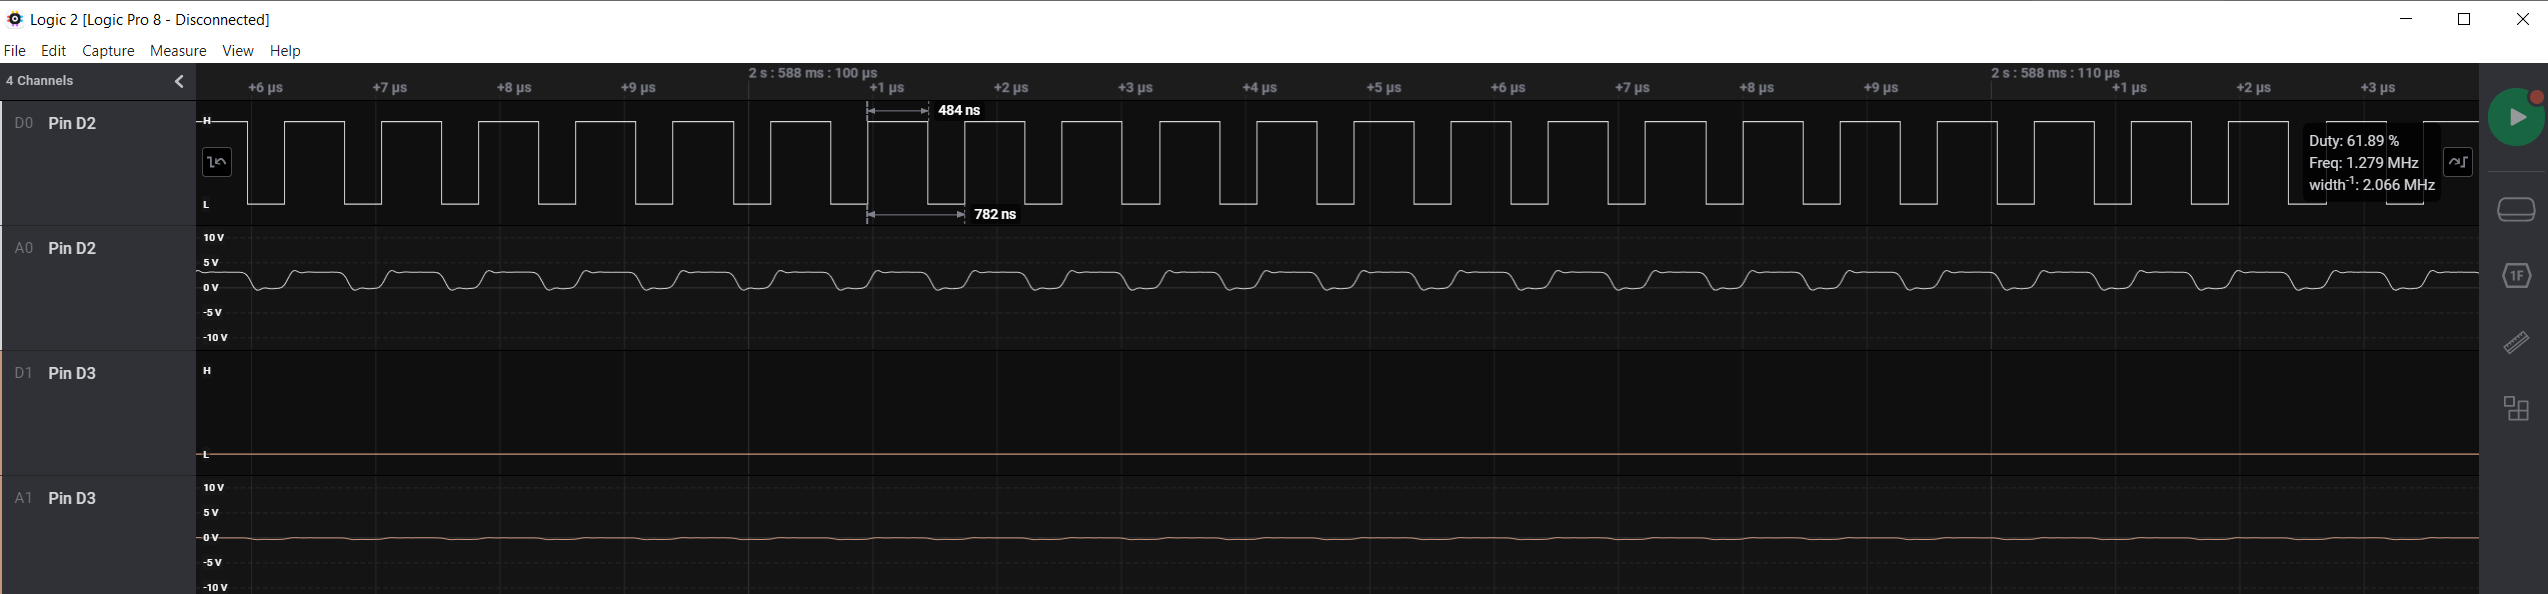 Logic 2 [Logic Pro 8 - Disconnected]
File Edit Capture Measure View Help
4 Channels
2 s : 588 ms : 100 µs 2 s : 588 ms : 110 µs
+6 µs +7 µs +8 µs +9 µs +1 µs +2 µs +3 µs +4 µs +5 µs +6 µs +7 µs +8 µs +9 µs +1 µs +2 µs +3 µs
484 ns
D0 Pin D2
H
Duty: 61.89 %
Freq: 1.279 MHz
width-1: 2.066 MHz
L
782 ns
A0 Pin D2
10 V
5 V
0 V
-5 V
-10 V
D1 Pin D3
H
L
A1 Pin D3
10 V
5 V
0 V
-5 V
-10 V
1F